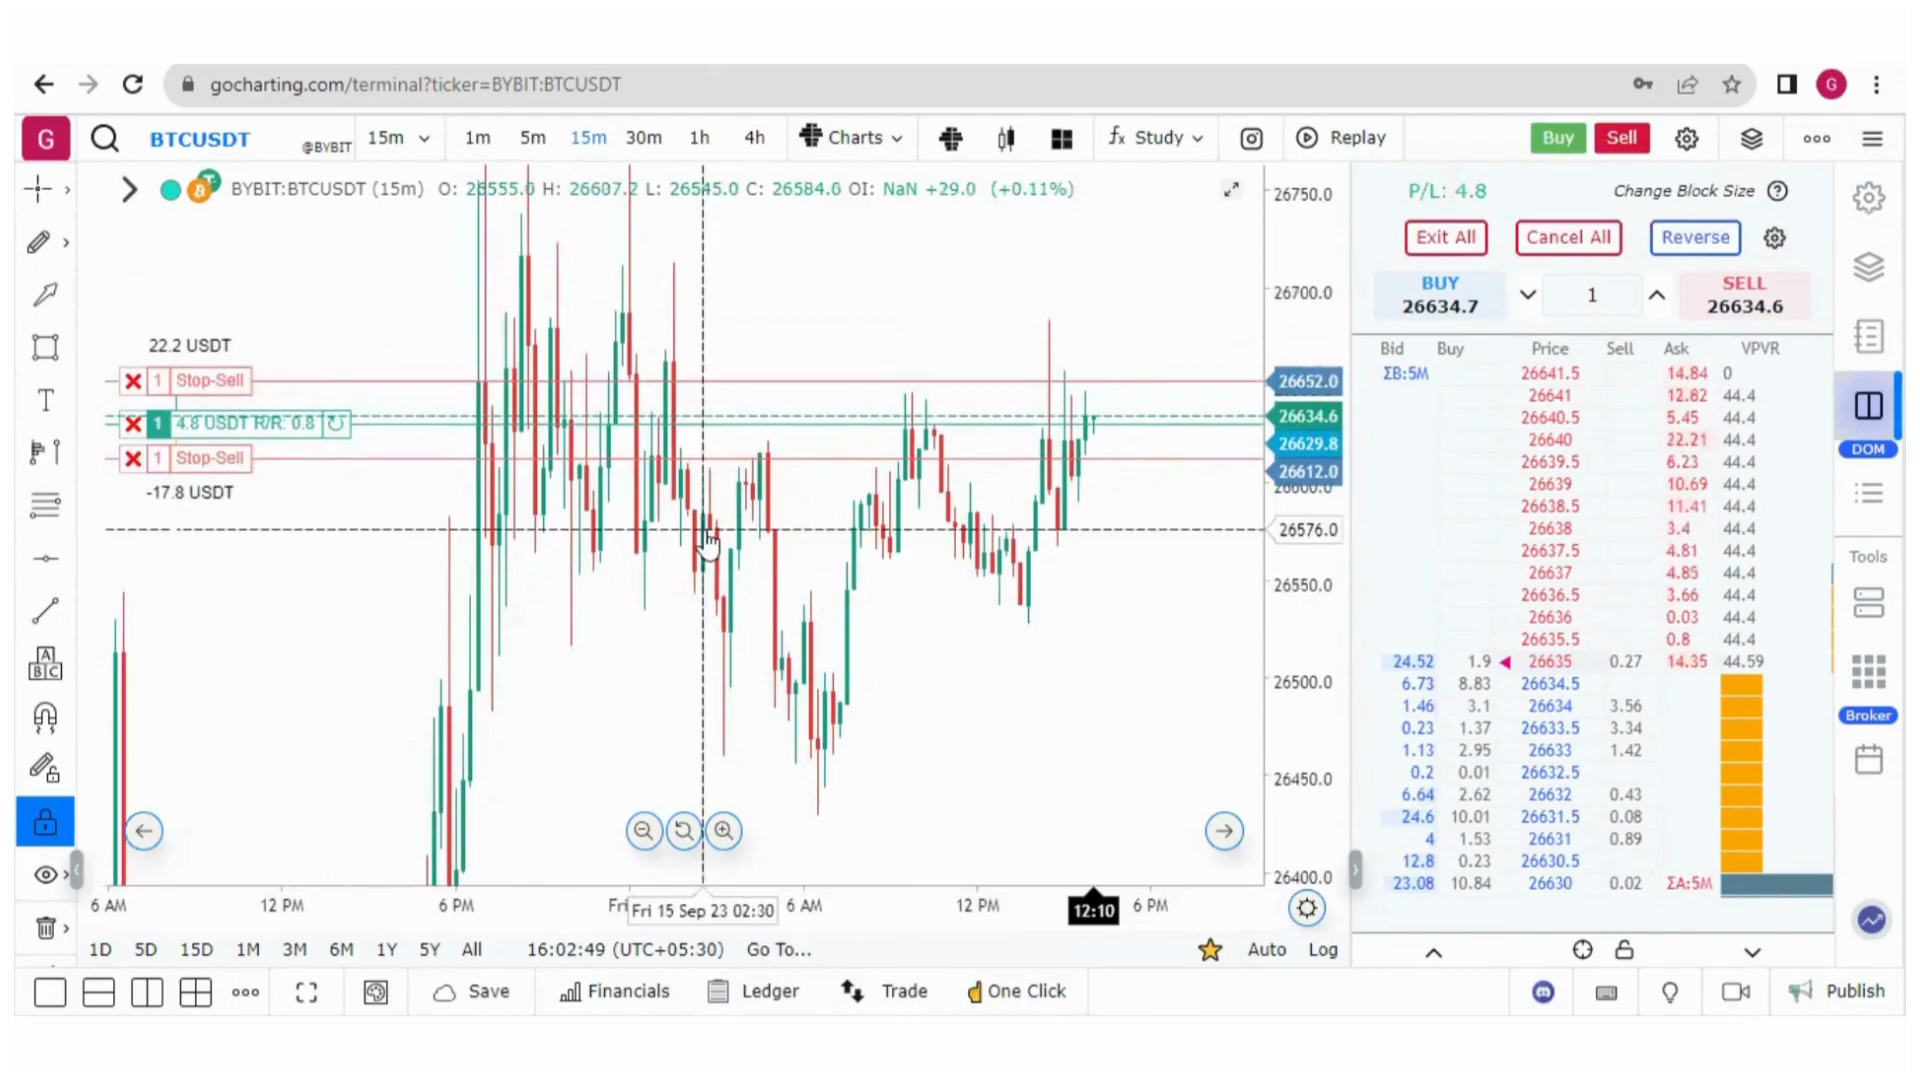 gocharting.com/terminal?ticker=BYBIT:BTCUSDT
G
G
BTCUSDT @BYBIT 15m 1m 5m 15m 30m 1h 4h Charts fx Study Replay Buy Sell
BYBIT:BTCUSDT (15m) O: 26555.0 H: 26607.2 L: 26545.0 C: 26584.0 OI: NaN +29.0 (+0.11%)
22.2 USDT
1 Stop-Sell
1 4.8 USDT R/R: 0.8
1 Stop-Sell
-17.8 USDT
26750.0
26700.0
26652.0
26634.6
26629.8
26612.0
26600.0
26576.0
26550.0
26500.0
26450.0
26400.0
6 AM 12 PM 6 PM Fri Fri 15 Sep 23 02:30 6 AM 12 PM 12:10 6 PM
1D 5D 15D 1M 3M 6M 1Y 5Y All 16:02:49 (UTC+05:30) Go To... Auto Log
Save Financials Ledger Trade One Click Publish
P/L: 4.8 Change Block Size ?
Exit All Cancel All Reverse
BUY 1 SELL
26634.7 26634.6
Bid Buy Price Sell Ask VPVR
ΣB:5M 26641.5 14.84 0
26641 12.82 44.4
26640.5 5.45 44.4
26640 22.21 44.4
26639.5 6.23 44.4
26639 10.69 44.4
26638.5 11.41 44.4
26638 3.4 44.4
26637.5 4.81 44.4
26637 4.85 44.4
26636.5 3.66 44.4
26636 0.03 44.4
26635.5 0.8 44.4
24.52 1.9 26635 0.27 14.35 44.59
6.73 8.83 26634.5
1.46 3.1 26634 3.56
0.23 1.37 26633.5 3.34
1.13 2.95 26633 1.42
0.2 0.01 26632.5
6.64 2.62 26632 0.43
24.6 10.01 26631.5 0.08
4 1.53 26631 0.89
12.8 0.23 26630.5
23.08 10.84 26630 0.02 ΣA:5M
DOM
Tools
Broker
T
A
B C